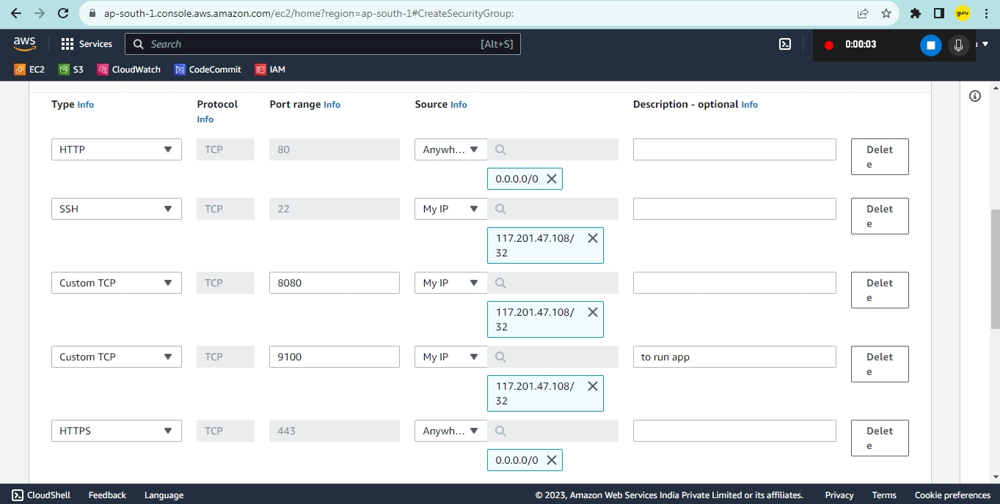 ap-south-1.console.aws.amazon.com/ec2/home?region=ap-south-1#CreateSecurityGroup:
guru
aws
Services
Search
[Alt+S]
0:00:03
EC2
S3
CloudWatch
CodeCommit
IAM
Type Info
Protocol
Info
Port range Info
Source Info
Description - optional Info
HTTP
TCP
80
Anywh...
Delet
e
0.0.0.0/0
SSH
TCP
22
My IP
Delet
e
117.201.47.108/
32
Custom TCP
TCP
8080
My IP
Delet
e
117.201.47.108/
32
Custom TCP
TCP
9100
My IP
to run app
Delet
e
117.201.47.108/
32
HTTPS
TCP
443
Anywh...
Delet
e
0.0.0.0/0
CloudShell
Feedback
Language
© 2023, Amazon Web Services India Private Limited or its affiliates.
Privacy
Terms
Cookie preferences